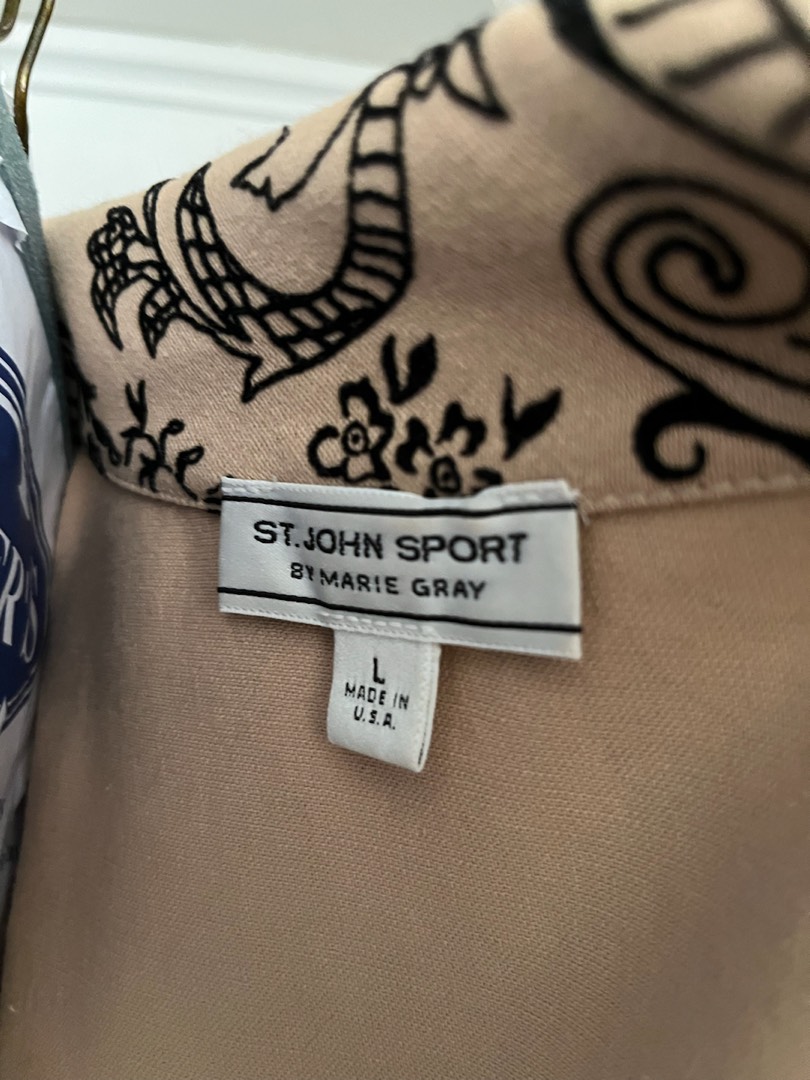 ST. JOHN SPORT
BY MARIE GRAY
L
MADE IN
U.S.A.